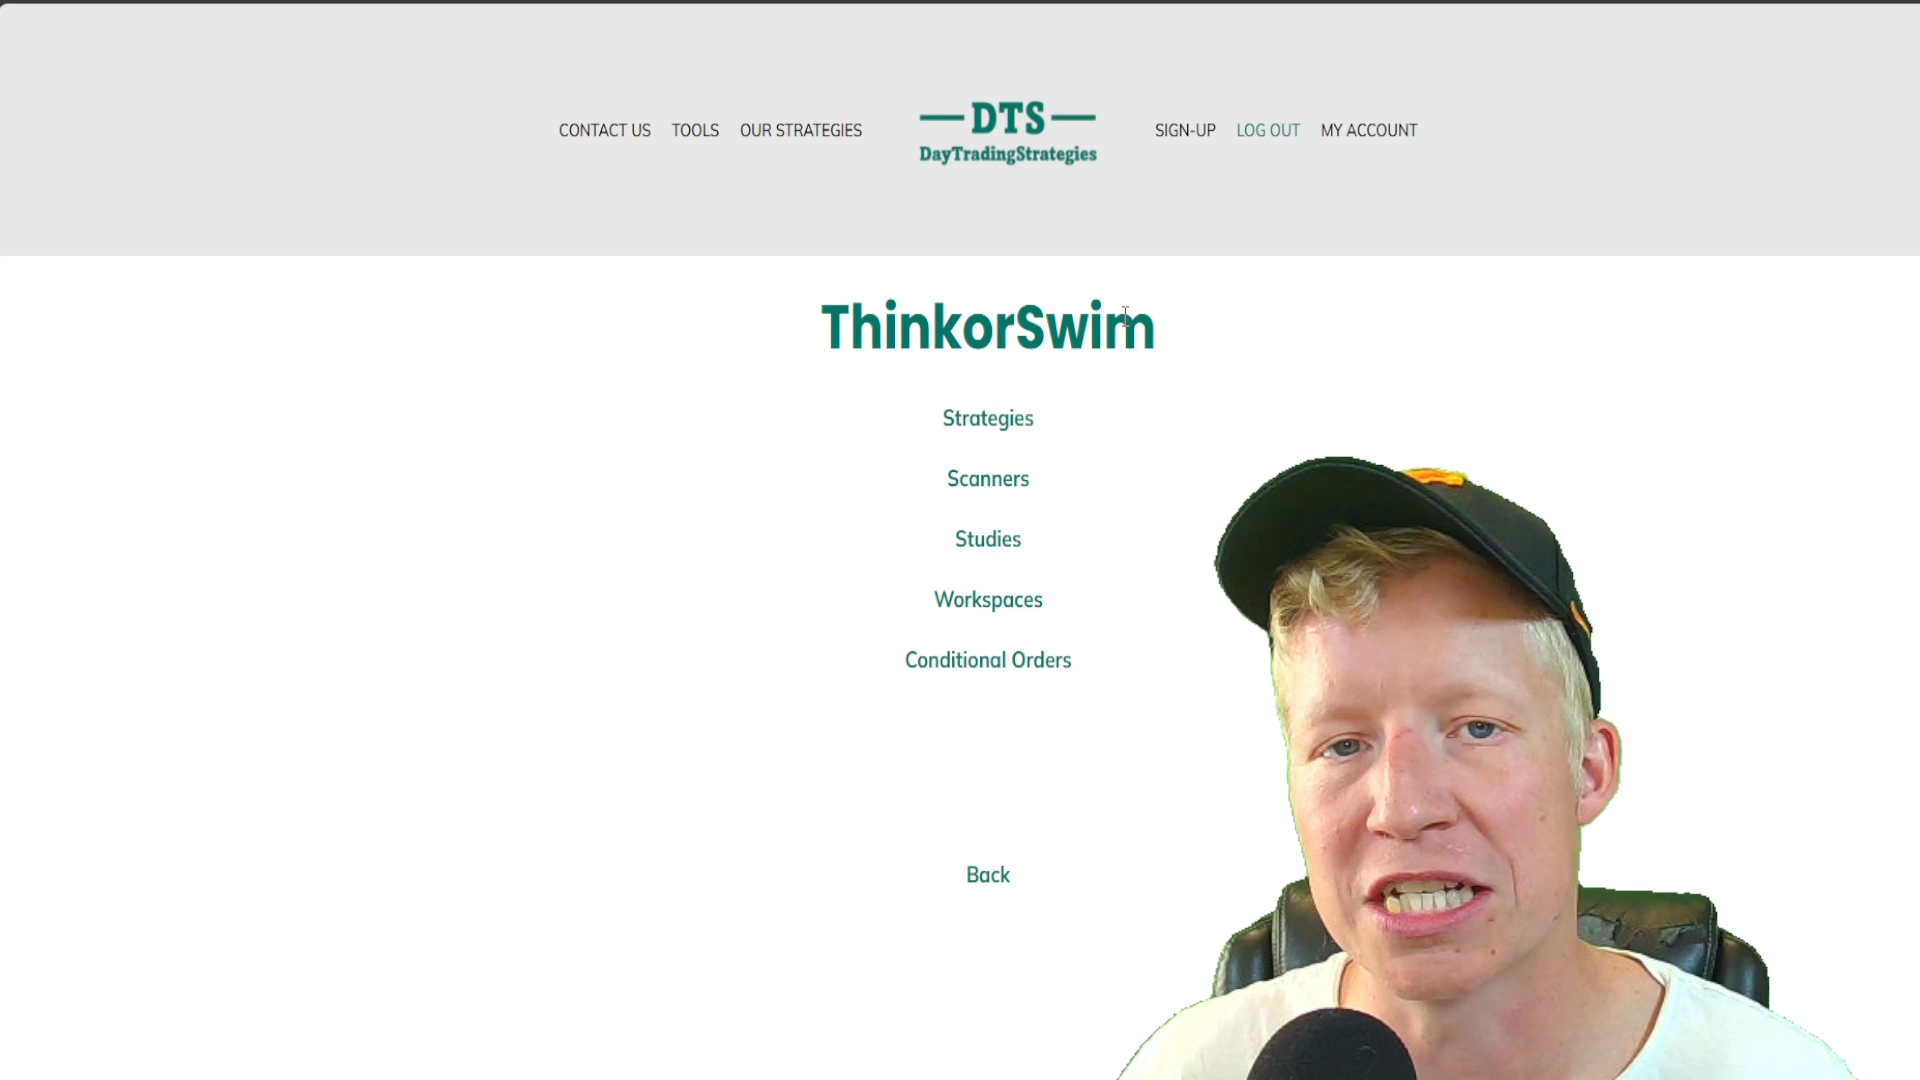 CONTACT US TOOLS OUR STRATEGIES
DTS
DayTradingStrategies
SIGN-UP LOG OUT MY ACCOUNT
ThinkorSwim
Strategies
Scanners
Studies
Workspaces
Conditional Orders
Back